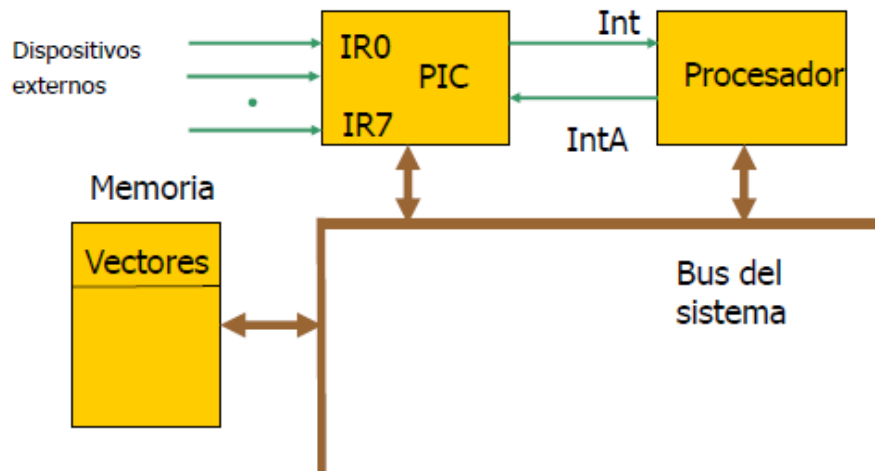 Dispositivos
externos
IR0
IR7
PIC
Int
IntA
Procesador
Memoria
Vectores
Bus del
sistema